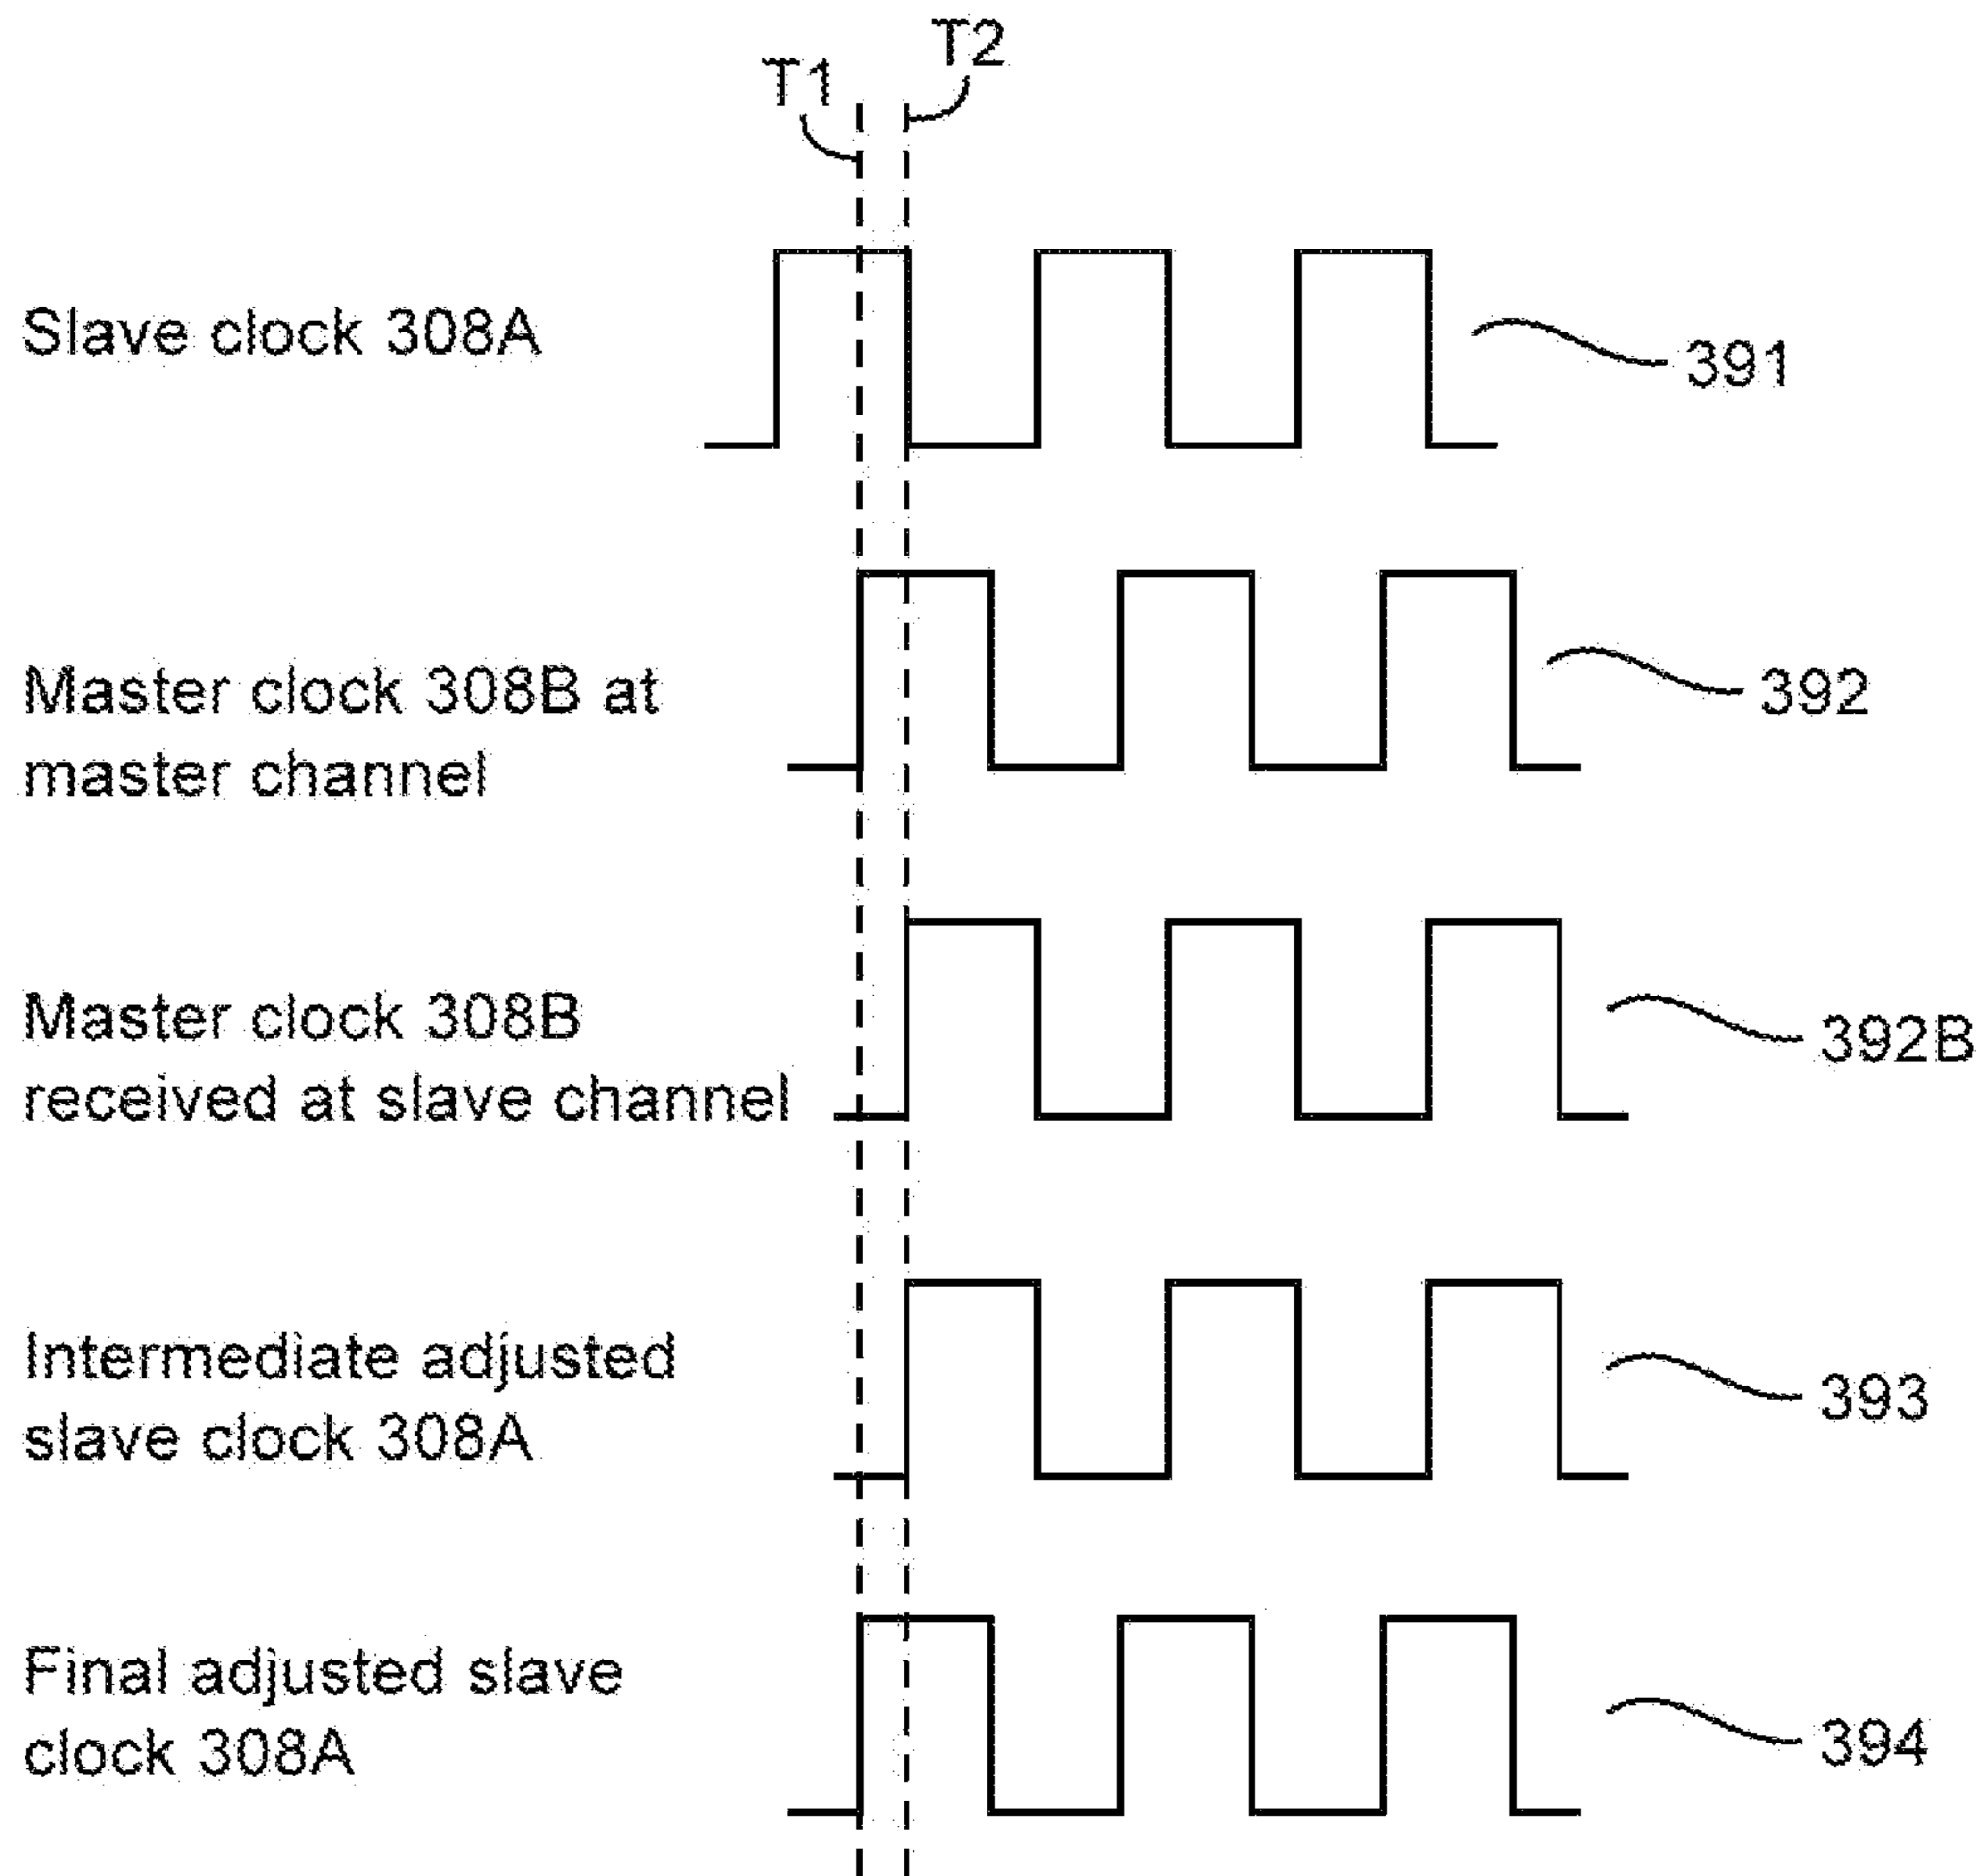 T2
T1
Slave clock 308A
391
Master clock 308B at
master channel
392
Master clock 308B
received at slave channel
392B
Intermediate adjusted
slave clock 308A
393
Final adjusted slave
clock 308A
394